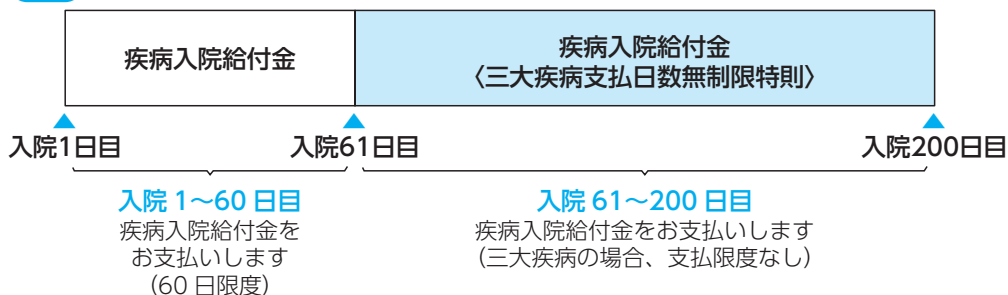 疾病入院給付金
疾病入院給付金
〈三大疾病支払日数無制限特則〉
入院1日目
入院61日目
入院200日目
入院 1〜60 日目
疾病入院給付金を
お支払いします
（60 日限度）
入院 61〜200 日目
疾病入院給付金をお支払いします
（三大疾病の場合、支払限度なし）